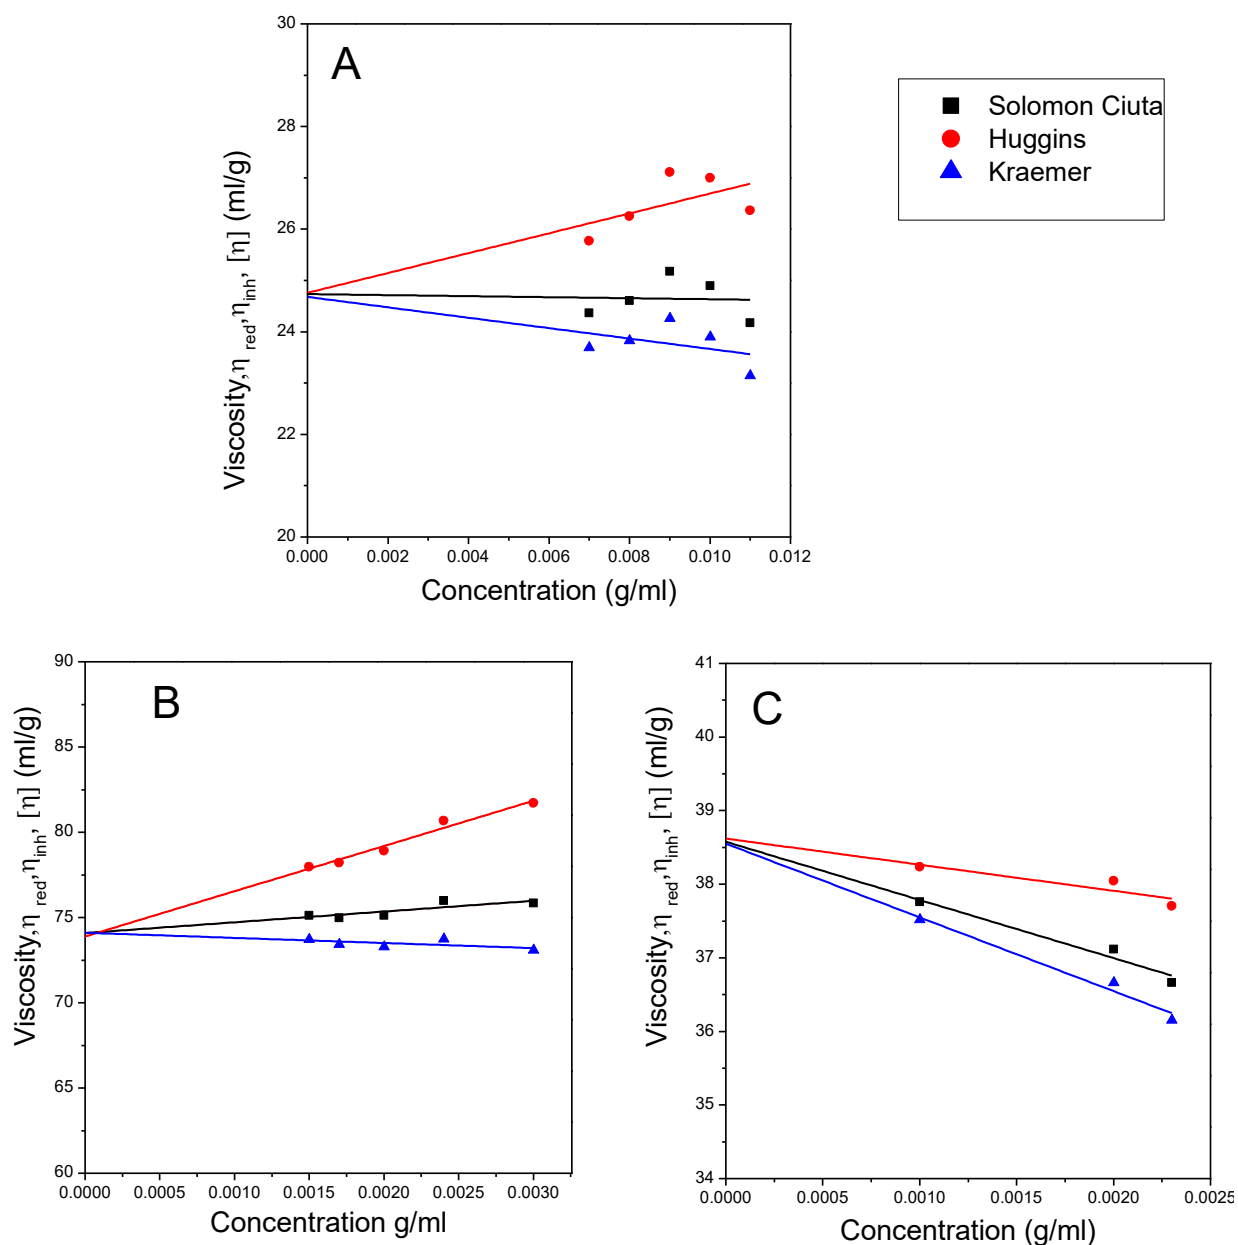 A
30
28
26
24
22
20
0.000 0.002 0.004 0.006 0.008 0.010 0.012
Concentration (g/ml)
Viscosity,η red,ηinh, [η] (ml/g)
Solomon Ciuta
Huggins
Kraemer
B
90
85
80
75
70
65
60
0.0000 0.0005 0.0010 0.0015 0.0020 0.0025 0.0030
Concentration g/ml
Viscosity,η red,ηinh, [η] (ml/g)
C
41
40
39
38
37
36
35
34
0.0000 0.0005 0.0010 0.0015 0.0020 0.0025
Concentration (g/ml)
Viscosity,η red,ηinh, [η] (ml/g)